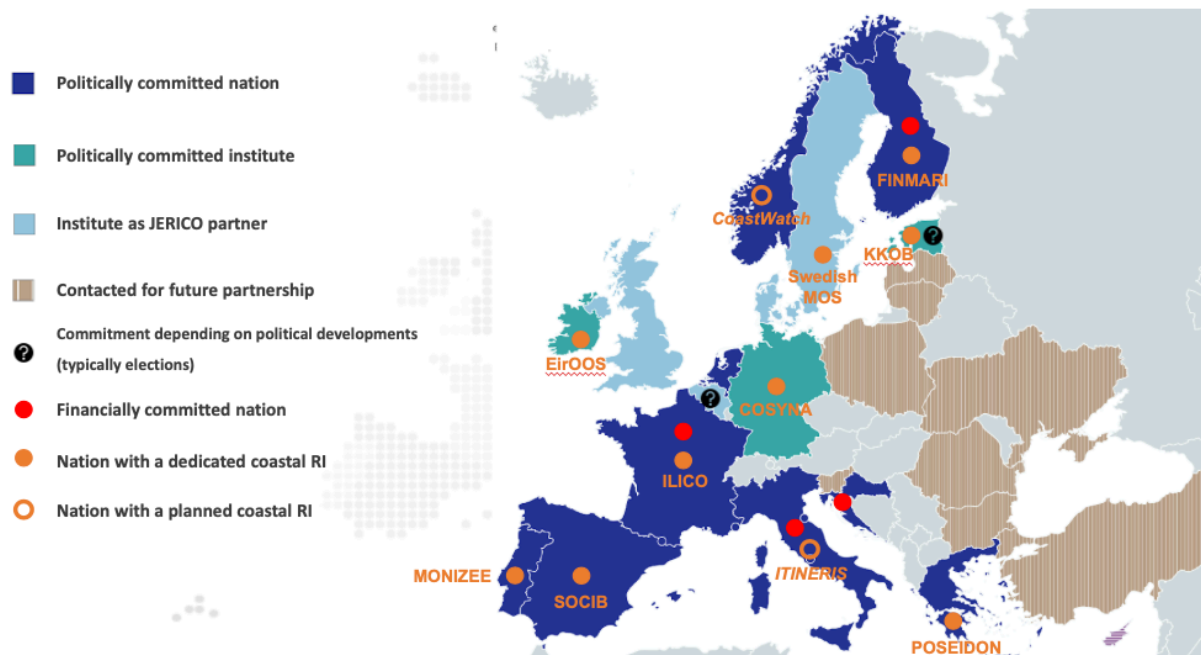 Politically committed nation
Politically committed institute
Institute as JERICO partner
Contacted for future partnership
?
Commitment depending on political developments
(typically elections)
Financially committed nation
Nation with a dedicated coastal RI
Nation with a planned coastal RI
FINMARI
CoastWatch
KKOB
?
Swedish
MOS
EirOOS
?
COSYNA
ILICO
ITINERIS
MONIZEE
SOCIB
POSEIDON